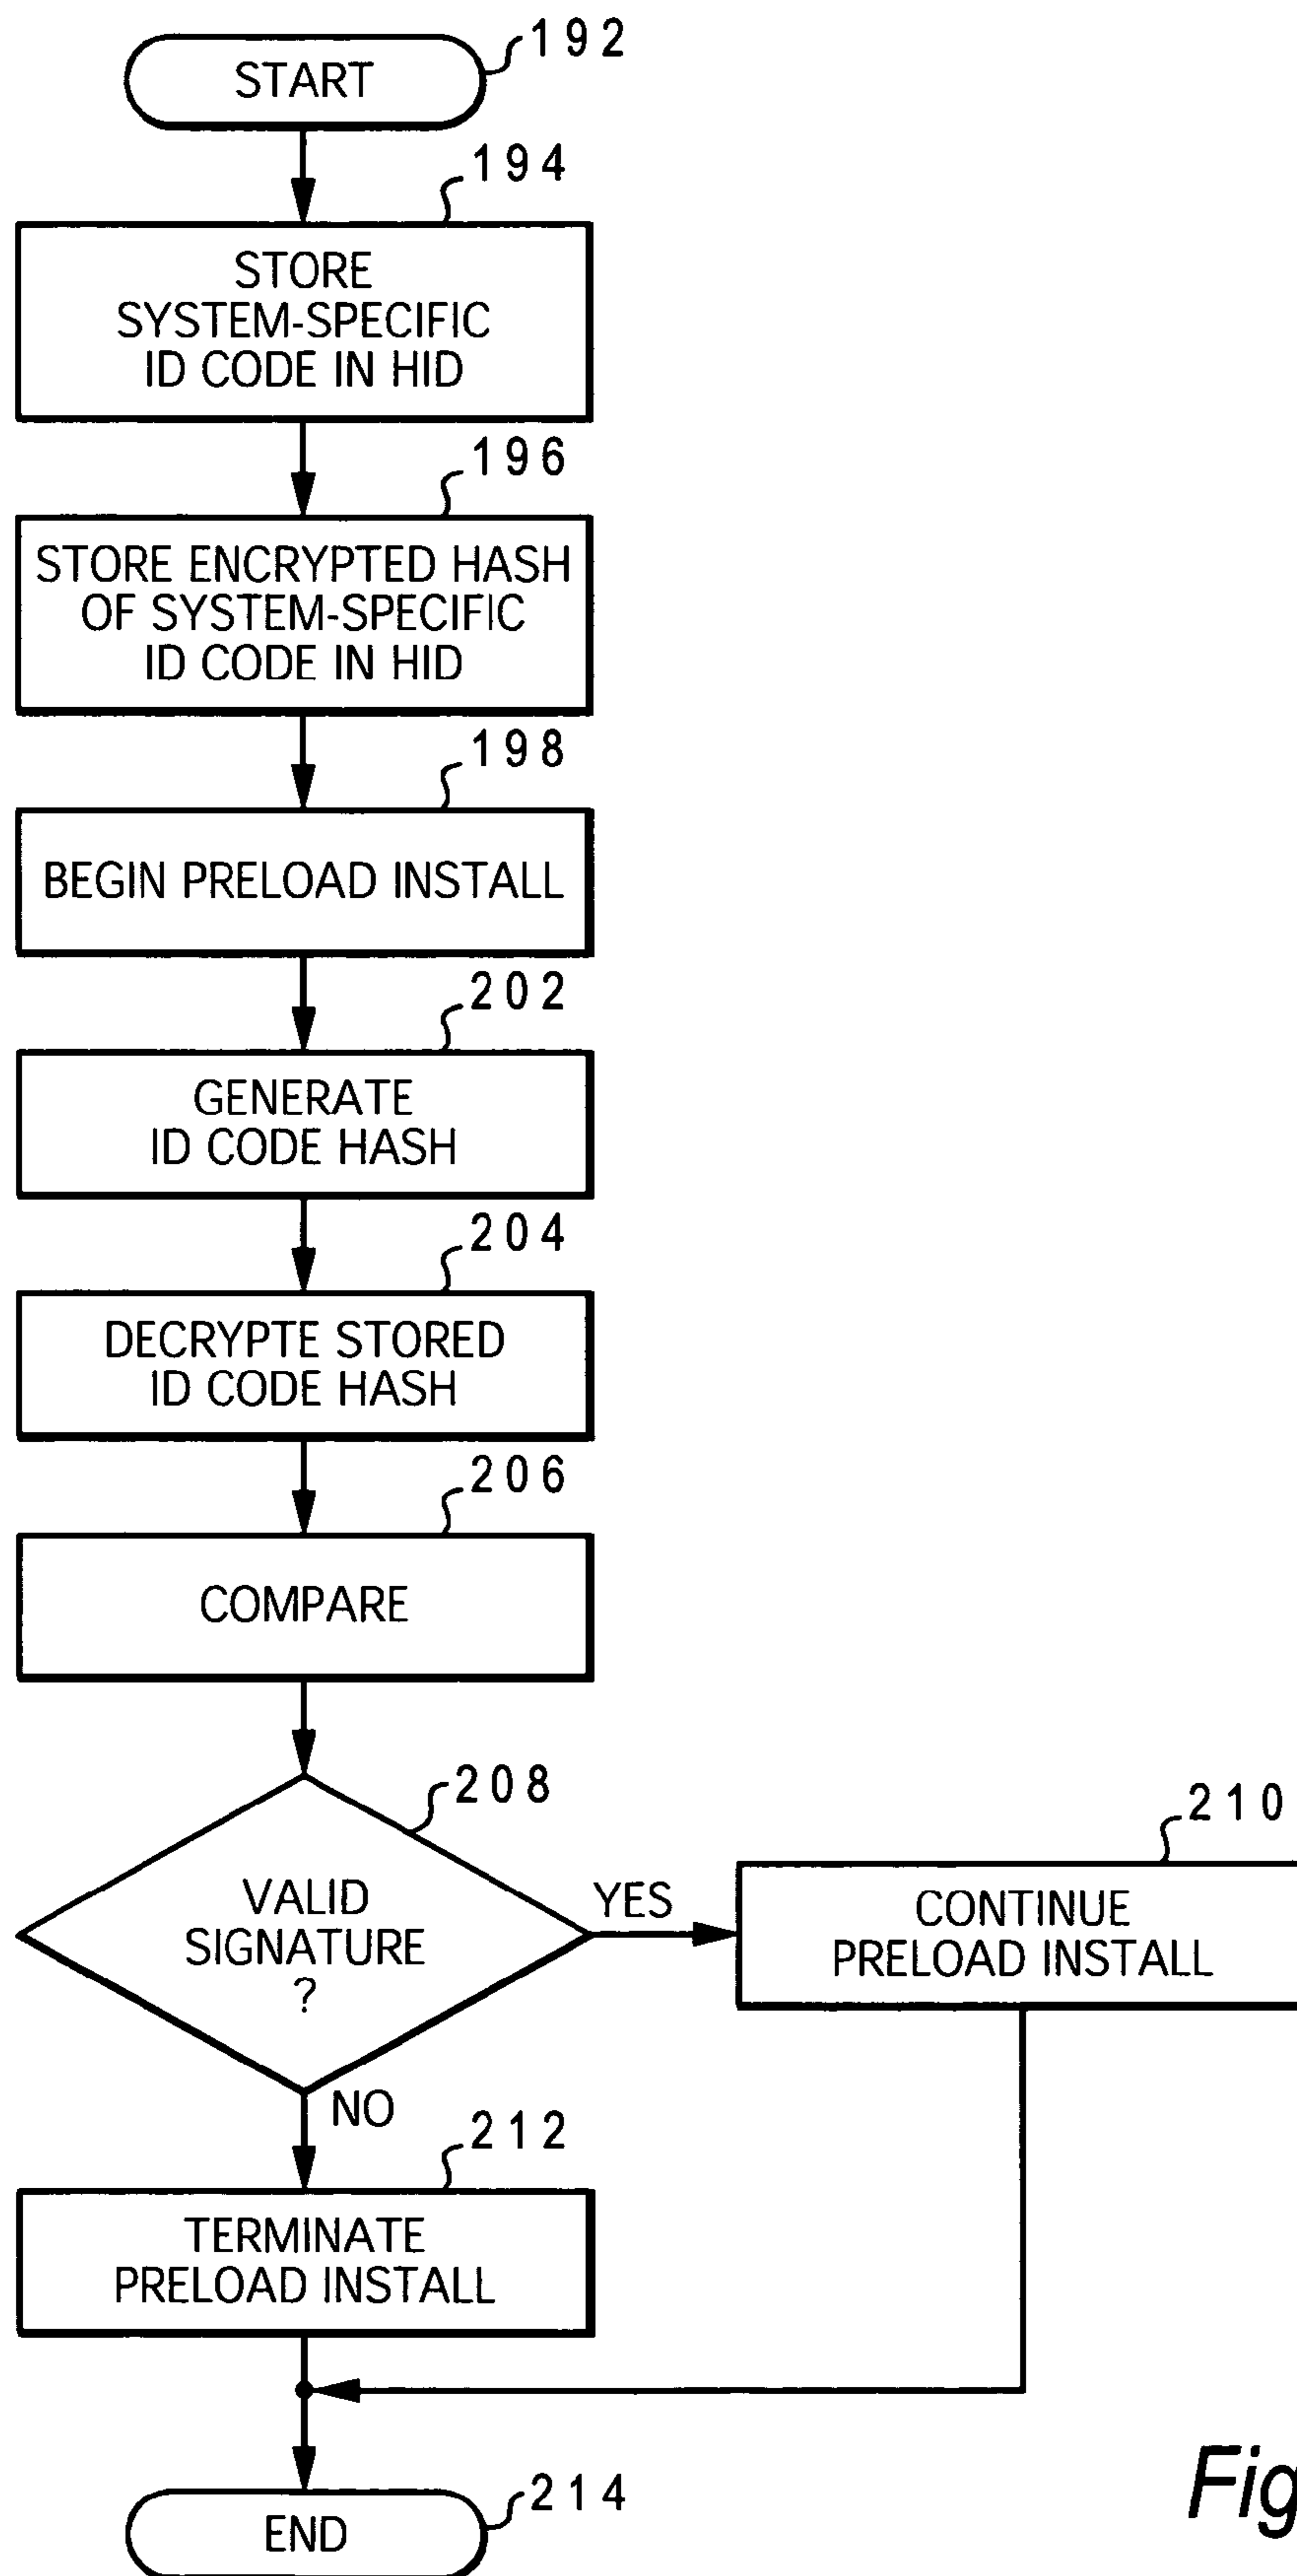 START
192
194
STORE
SYSTEM-SPECIFIC
ID CODE IN HID
196
STORE ENCRYPTED HASH
OF SYSTEM-SPECIFIC
ID CODE IN HID
198
BEGIN PRELOAD INSTALL
202
GENERATE
ID CODE HASH
204
DECRYPTE STORED
ID CODE HASH
206
COMPARE
208
VALID
SIGNATURE
?
YES
210
CONTINUE
PRELOAD INSTALL
NO
212
TERMINATE
PRELOAD INSTALL
END
214
Fig